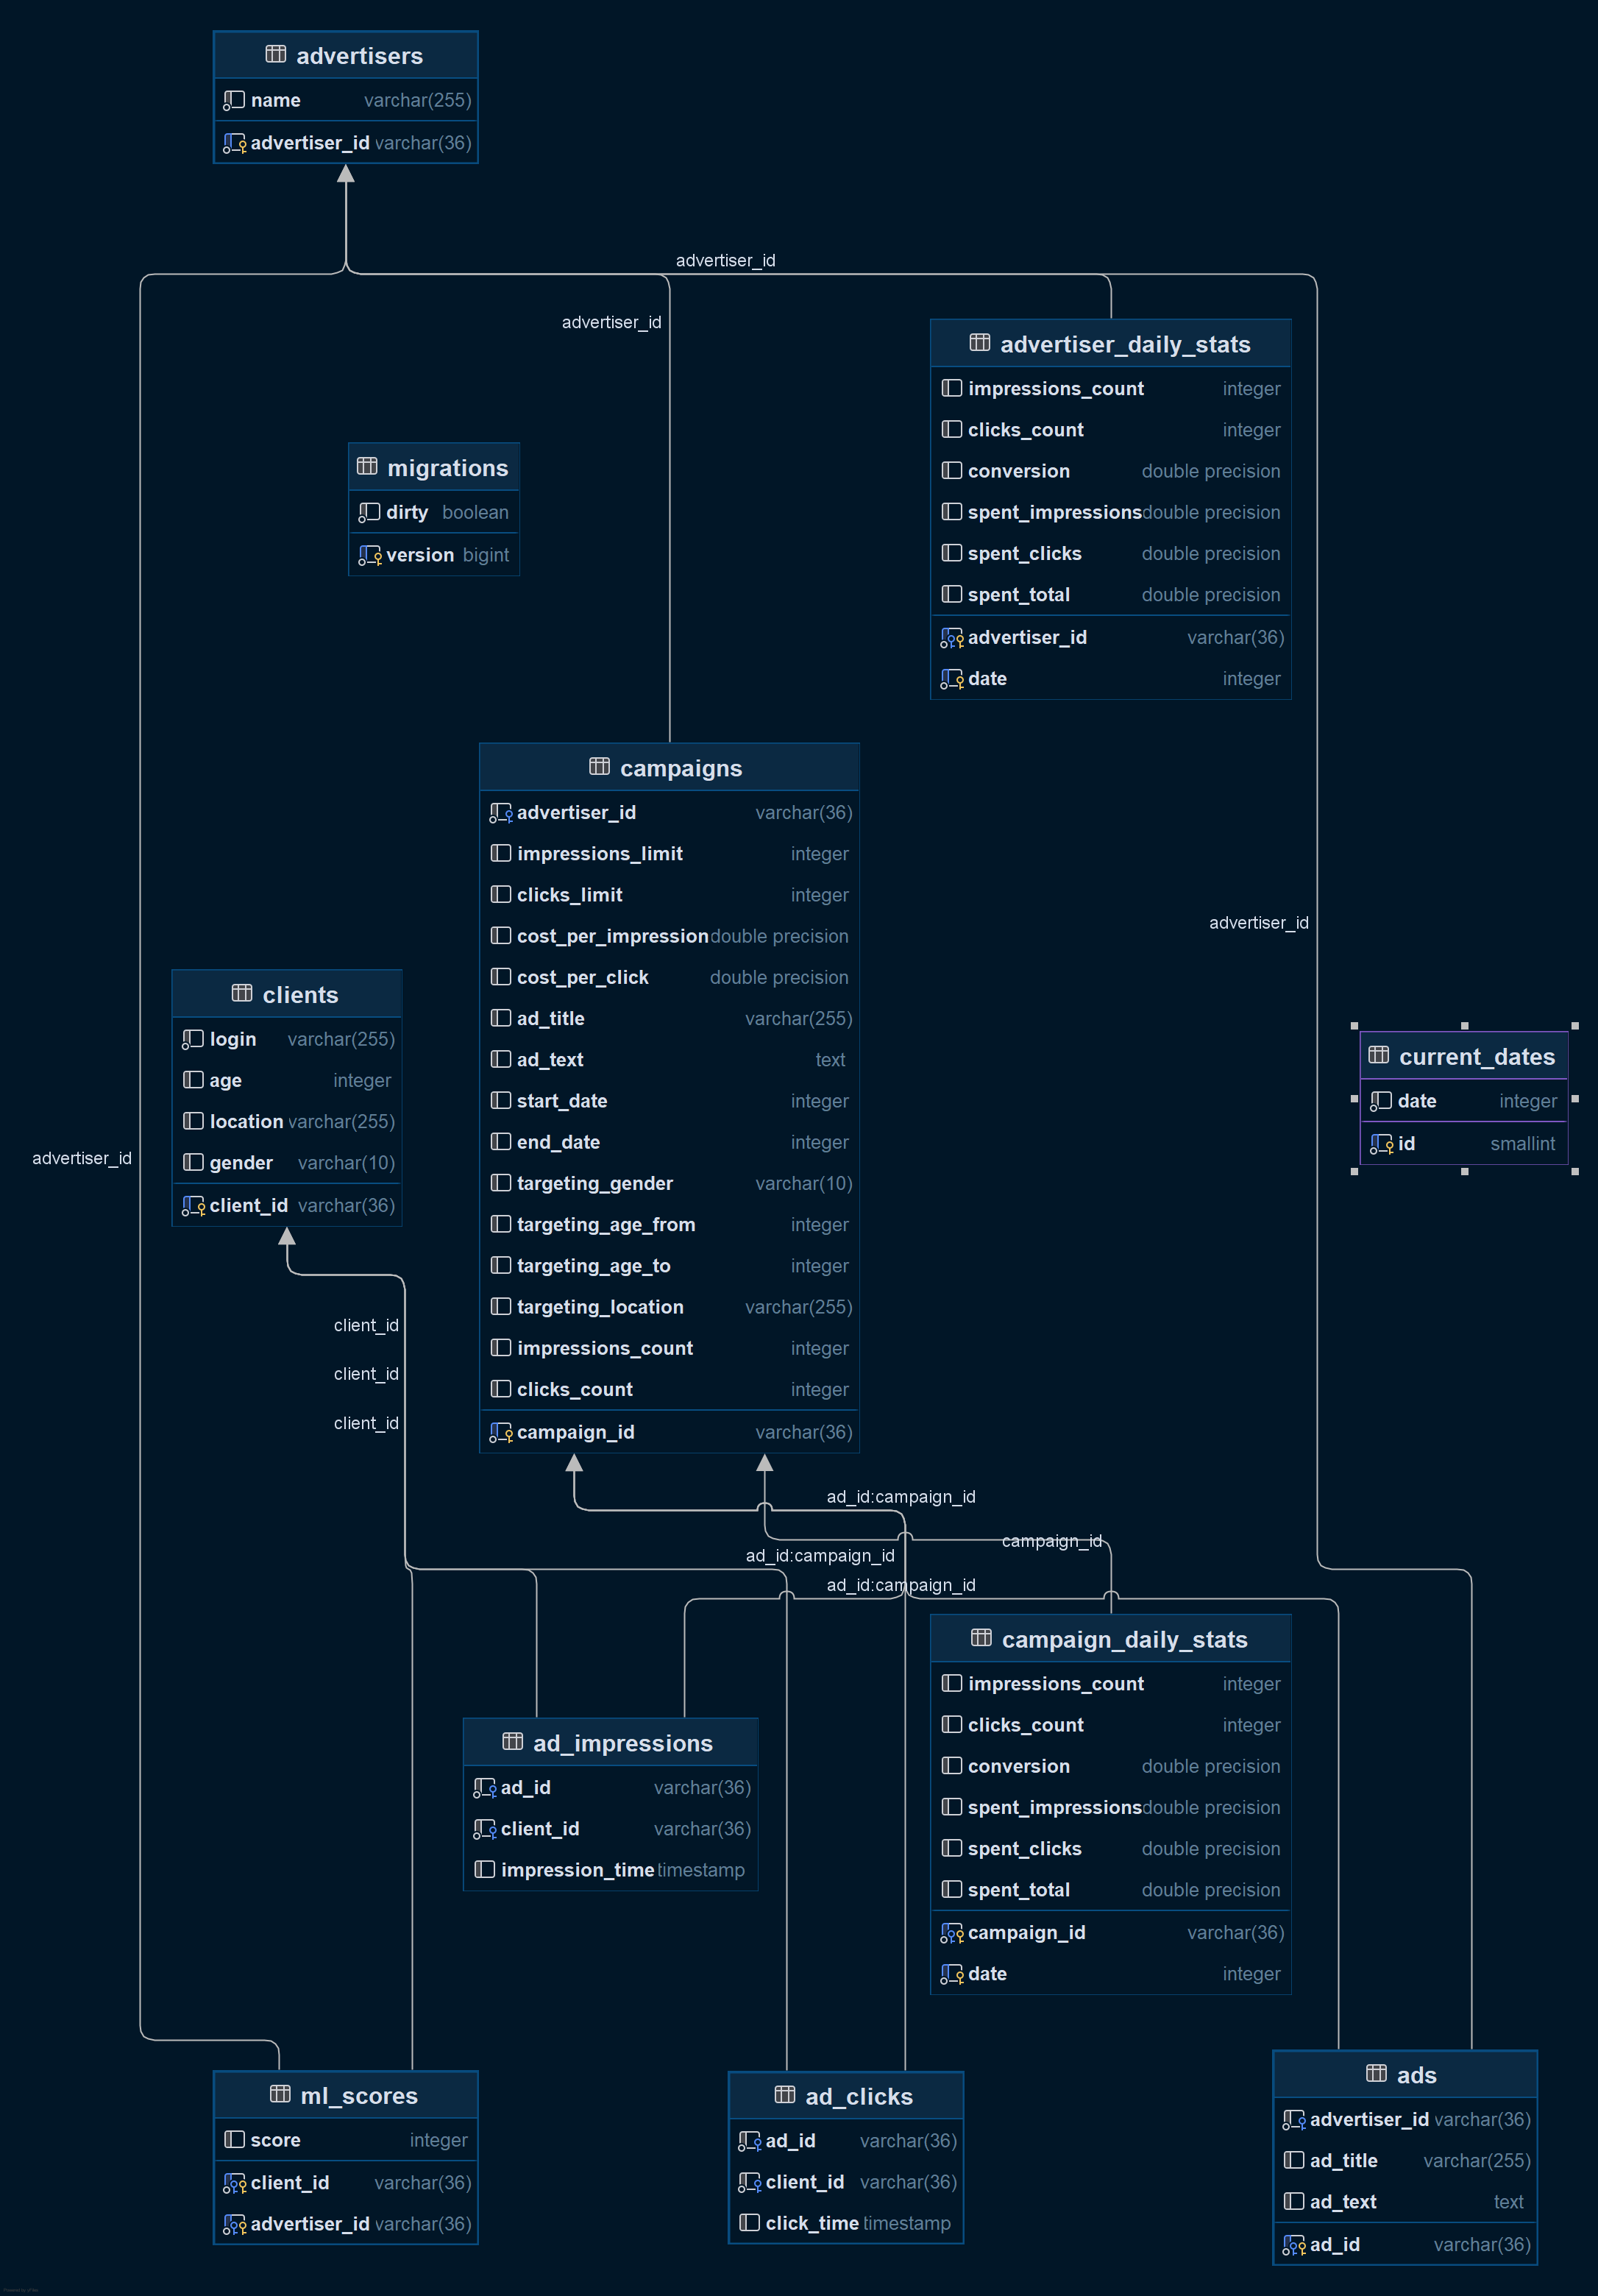 advertisers
name varchar(255)
advertiser_id varchar(36)
advertiser_id
advertiser_id
advertiser_daily_stats
impressions_count integer
clicks_count integer
conversion double precision
spent_impressions double precision
spent_clicks double precision
spent_total double precision
advertiser_id varchar(36)
date integer
migrations
dirty boolean
version bigint
campaigns
advertiser_id varchar(36)
impressions_limit integer
clicks_limit integer
cost_per_impression double precision
cost_per_click double precision
ad_title varchar(255)
ad_text text
start_date integer
end_date integer
targeting_gender varchar(10)
targeting_age_from integer
targeting_age_to integer
targeting_location varchar(255)
impressions_count integer
clicks_count integer
campaign_id varchar(36)
advertiser_id
clients
login varchar(255)
age integer
location varchar(255)
gender varchar(10)
client_id varchar(36)
current_dates
date integer
id smallint
advertiser_id
client_id
client_id
client_id
ad_id:campaign_id
campaign_id
ad_id:campaign_id
ad_id:campaign_id
campaign_daily_stats
impressions_count integer
clicks_count integer
conversion double precision
spent_impressions double precision
spent_clicks double precision
spent_total double precision
campaign_id varchar(36)
date integer
ad_impressions
ad_id varchar(36)
client_id varchar(36)
impression_time timestamp
ml_scores
score integer
client_id varchar(36)
advertiser_id varchar(36)
ad_clicks
ad_id varchar(36)
client_id varchar(36)
click_time timestamp
ads
advertiser_id varchar(36)
ad_title varchar(255)
ad_text text
ad_id varchar(36)